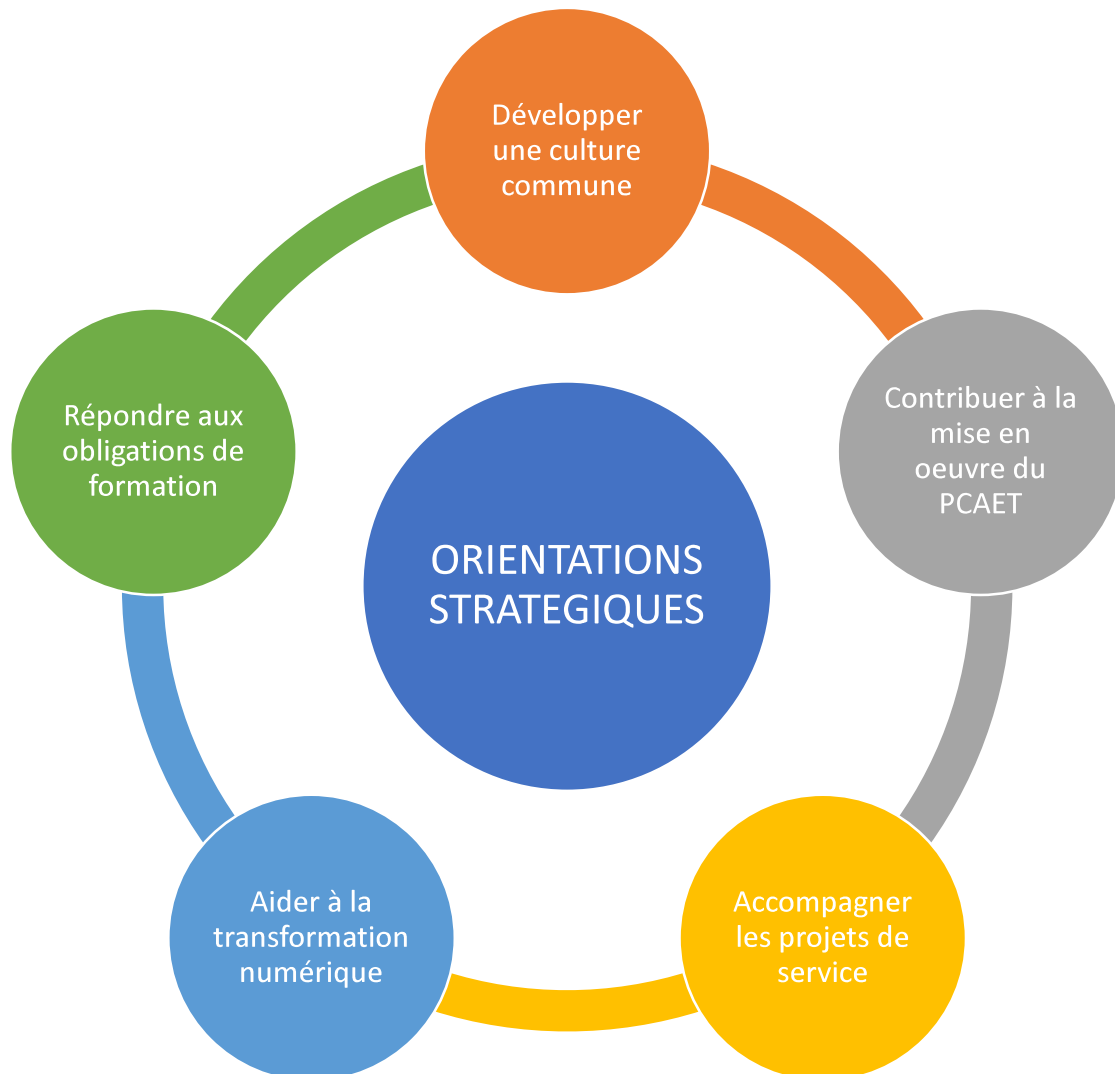 Développer
une culture
commune
Contribuer à la
mise en
oeuvre du
PCAET
Accompagner
les projets de
service
Aider à la
transformation
numérique
Répondre aux
obligations de
formation
ORIENTATIONS
STRATEGIQUES